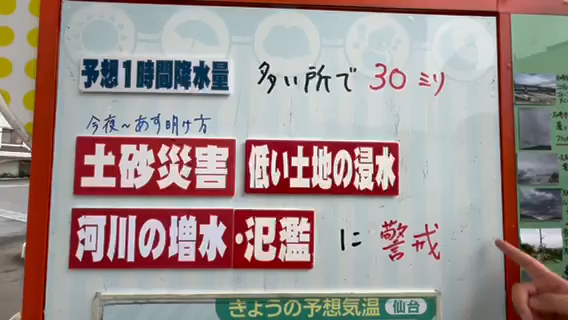 予想1時間降水量 多い所で 30ミリ
今夜～あす明け方
土砂災害 低い土地の浸水
河川の増水・氾濫 に 警戒
きょうの予想気温 仙台